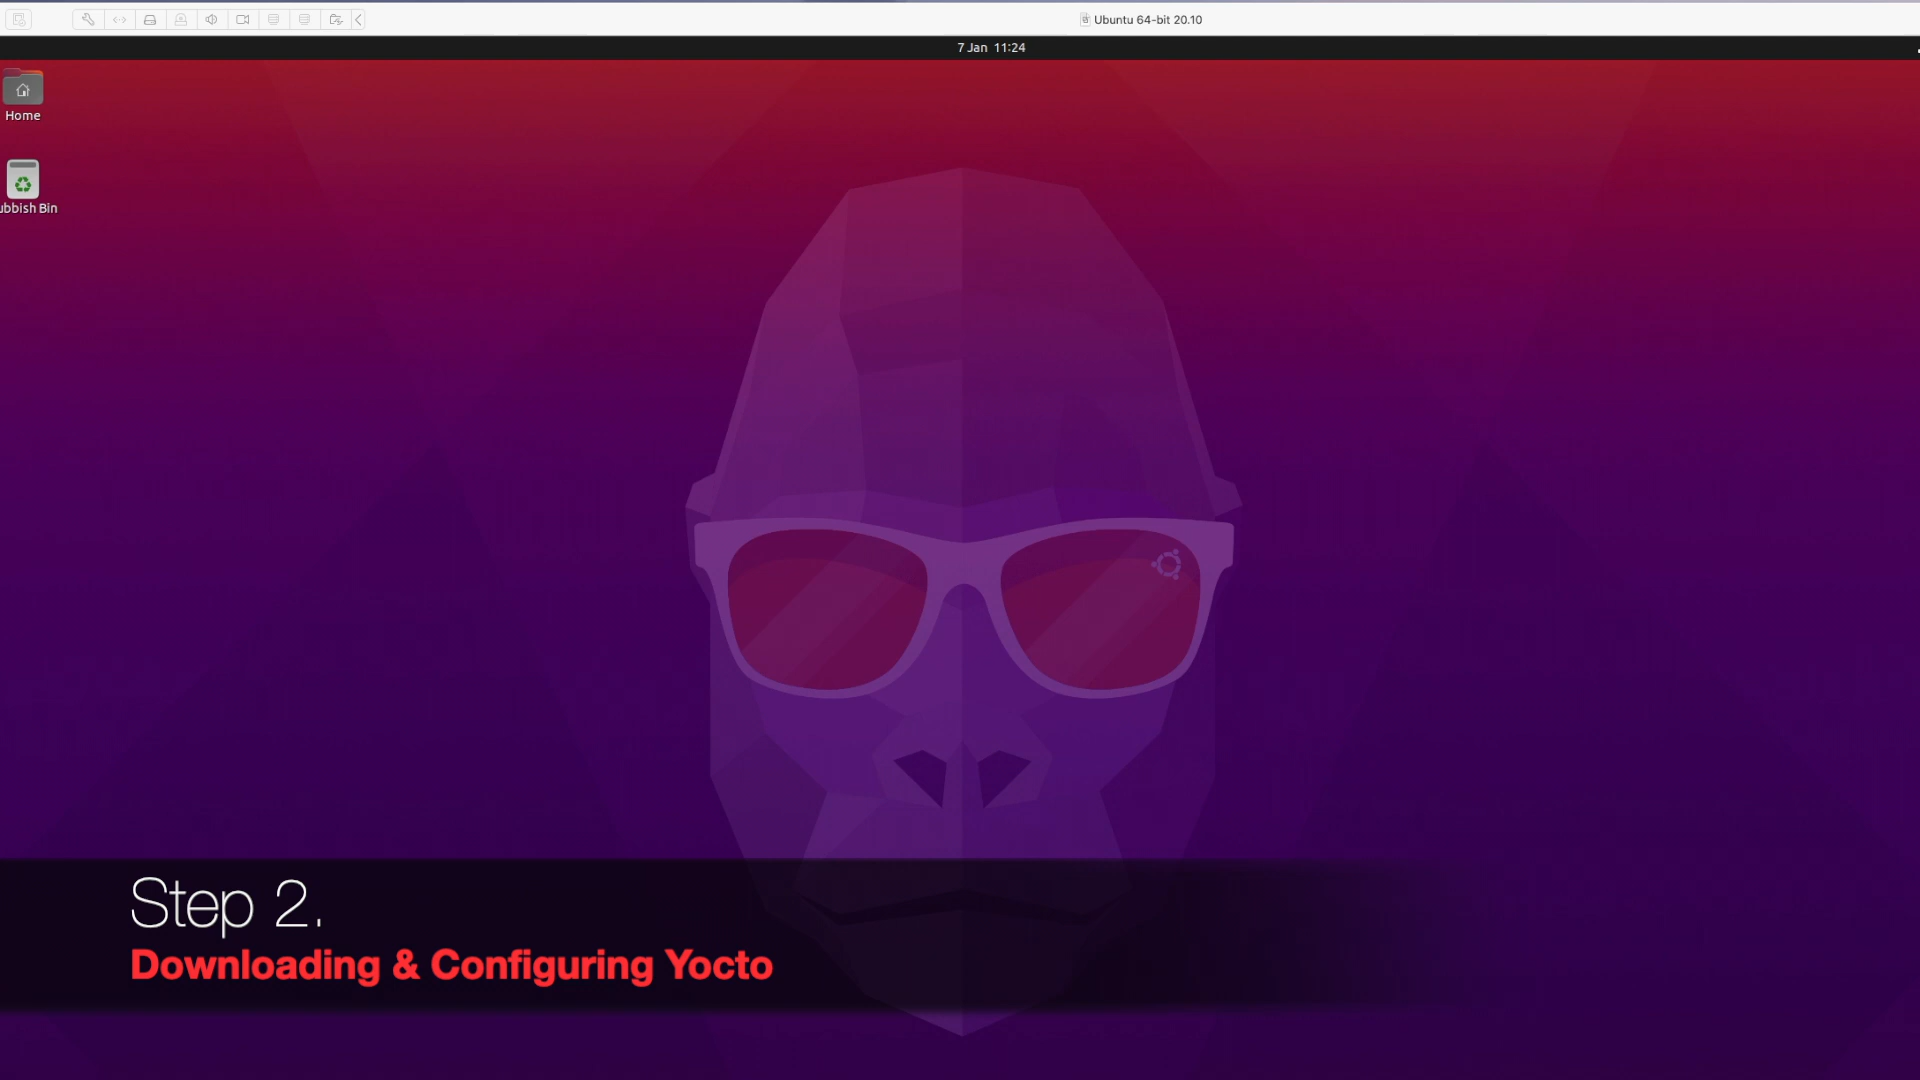 Ubuntu 64-bit 20.10
7 Jan 11:24
Home
ubbish Bin
Step 2.
Downloading & Configuring Yocto